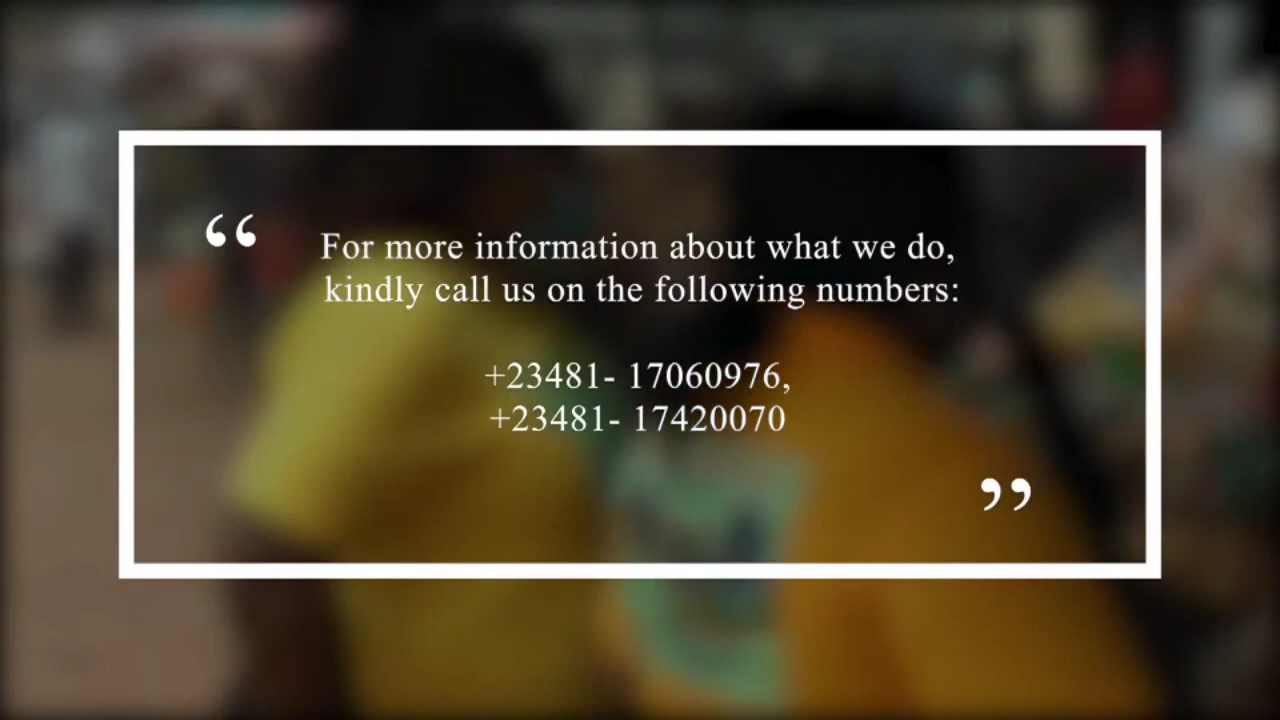 “ For more information about what we do,
kindly call us on the following numbers:
+23481- 17060976,
+23481- 17420070 ”